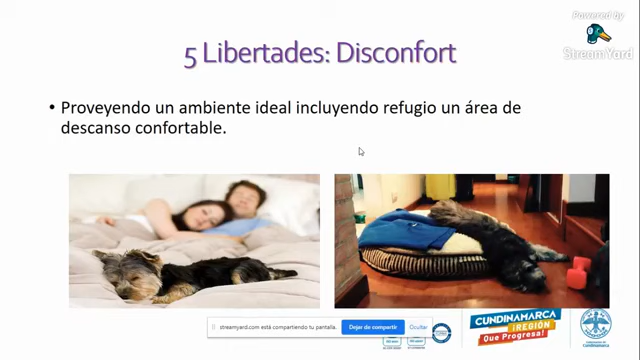 Powered by
StreamYard
5 Libertades: Disconfort
• Proveyendo un ambiente ideal incluyendo refugio un área de
descanso confortable.
streamyard.com está compartiendo tu pantalla.
Dejar de compartir
Ocultar
CUNDINAMARCA
¡REGIÓN
Que Progresa!